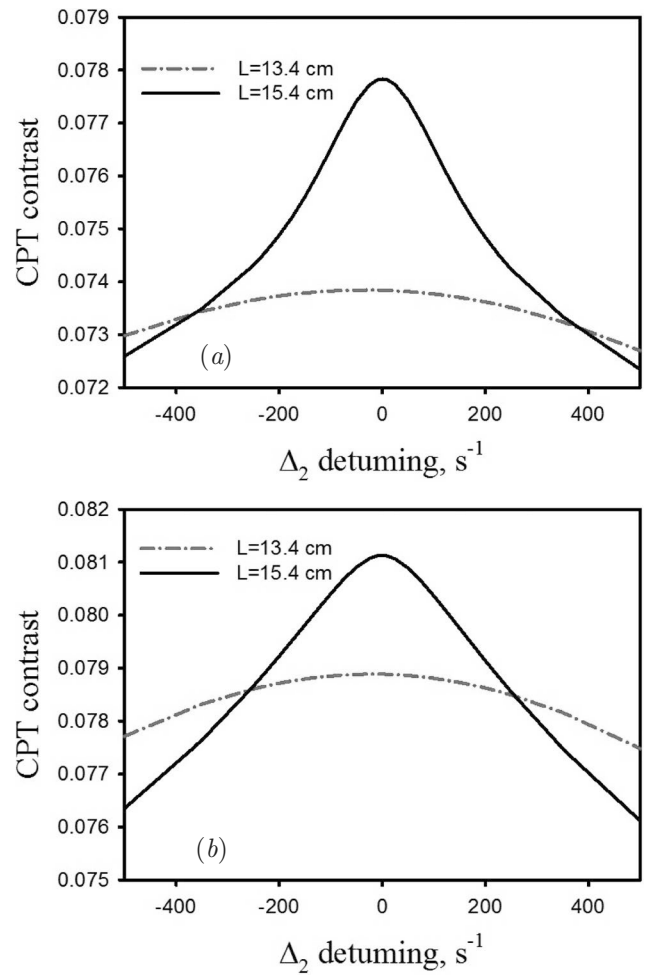 0.079
0.078
0.077
0.076
0.075
0.074
0.073
0.072
CPT contrast
L=13.4 cm
L=15.4 cm
(a)
-400 -200 0 200 400
Δ₂ detuming, s⁻¹
0.082
0.081
0.080
0.079
0.078
0.077
0.076
0.075
CPT contrast
L=13.4 cm
L=15.4 cm
(b)
-400 -200 0 200 400
Δ₂ detuming, s⁻¹